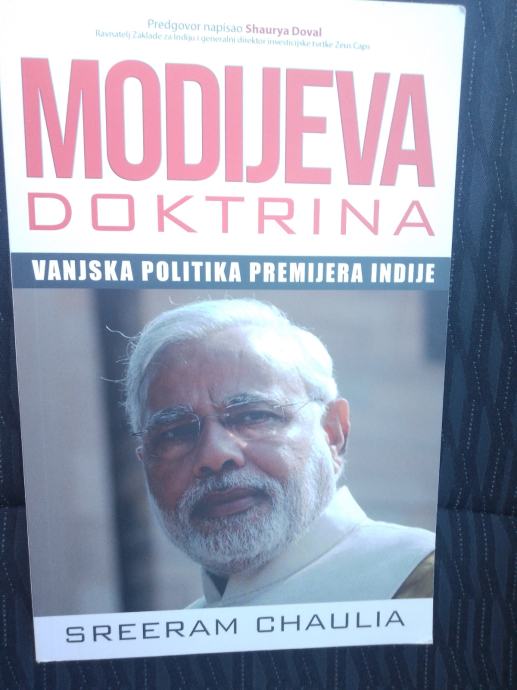 Predgovor napisao Shaurya Doval
Ravnatelj Zaklade za Indiju i generalni direktor investicijske tvrtke Zeus Caps
MODIJEVA
DOKTRINA
VANJSKA POLITIKA PREMIJERA INDIJE
SREERAM CHAULIA